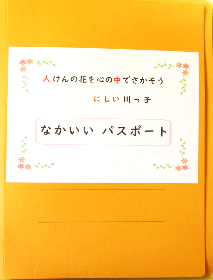 人けんの花を心の中でさかそう
にしい川っ子
なかいい パスポート